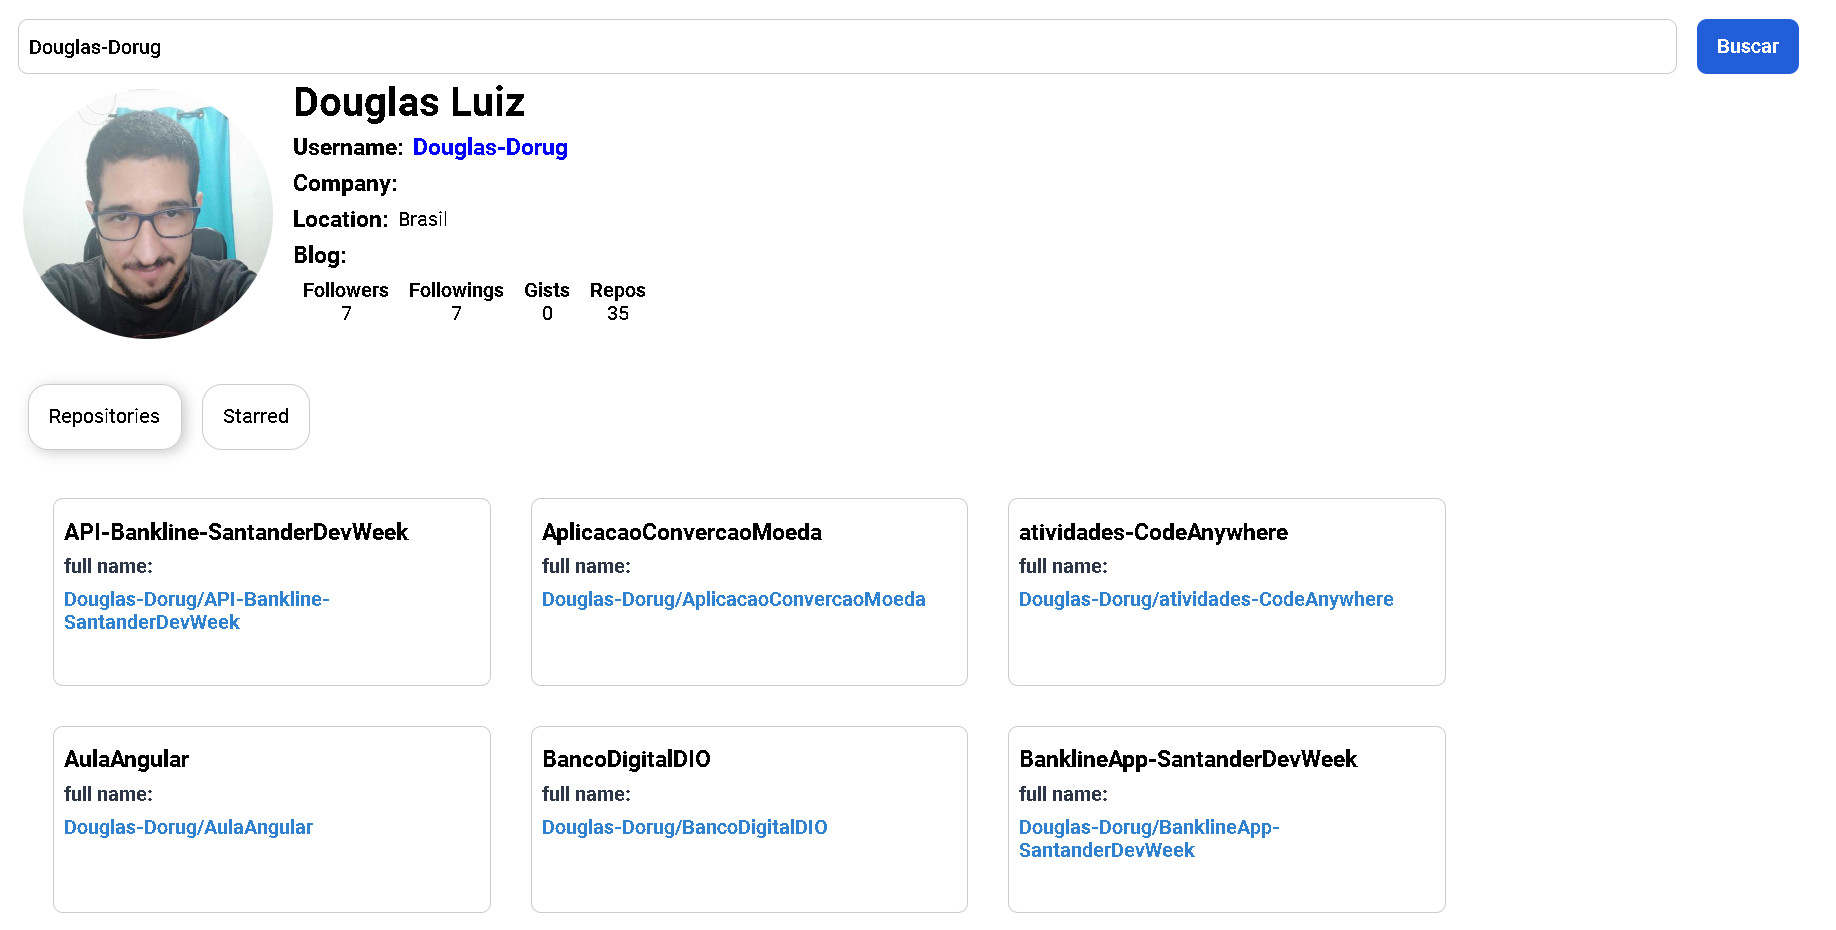 Douglas-Dorug
Buscar
Douglas Luiz
Username: Douglas-Dorug
Company:
Location: Brasil
Blog:
Followers Followings Gists Repos
7 7 0 35
Repositories Starred
API-Bankline-SantanderDevWeek
full name:
Douglas-Dorug/API-Bankline-
SantanderDevWeek
AplicacaoConvercaoMoeda
full name:
Douglas-Dorug/AplicacaoConvercaoMoeda
atividades-CodeAnywhere
full name:
Douglas-Dorug/atividades-CodeAnywhere
AulaAngular
full name:
Douglas-Dorug/AulaAngular
BancoDigitalDIO
full name:
Douglas-Dorug/BancoDigitalDIO
BanklineApp-SantanderDevWeek
full name:
Douglas-Dorug/BanklineApp-
SantanderDevWeek